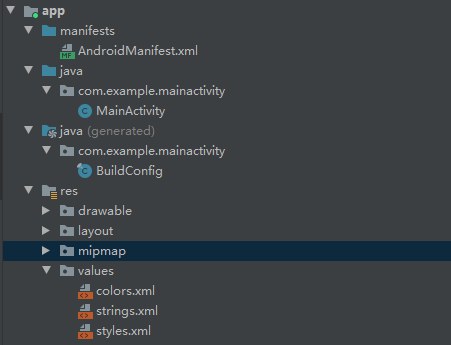 app
manifests
AndroidManifest.xml
java
com.example.mainactivity
MainActivity
java (generated)
com.example.mainactivity
BuildConfig
res
drawable
layout
mipmap
values
colors.xml
strings.xml
styles.xml